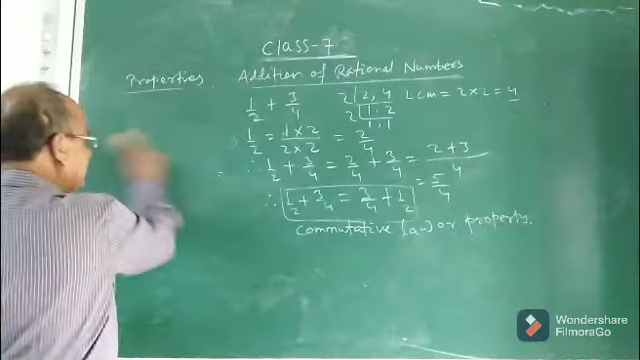 Class-7
Properties. Addition of Rational Numbers
1/2 + 3/4
2 | 2, 4 LCM = 2×2 = 4
2 | 1, 2
1, 1
1/2 = 1×2/2×2 = 2/4
∴ 1/2 + 3/4 = 2/4 + 3/4 = 2+3/4
= 5/4
∴ 1/2 + 3/4 = 3/4 + 1/2
Commutative law or property.
Wondershare
FilmoraGo